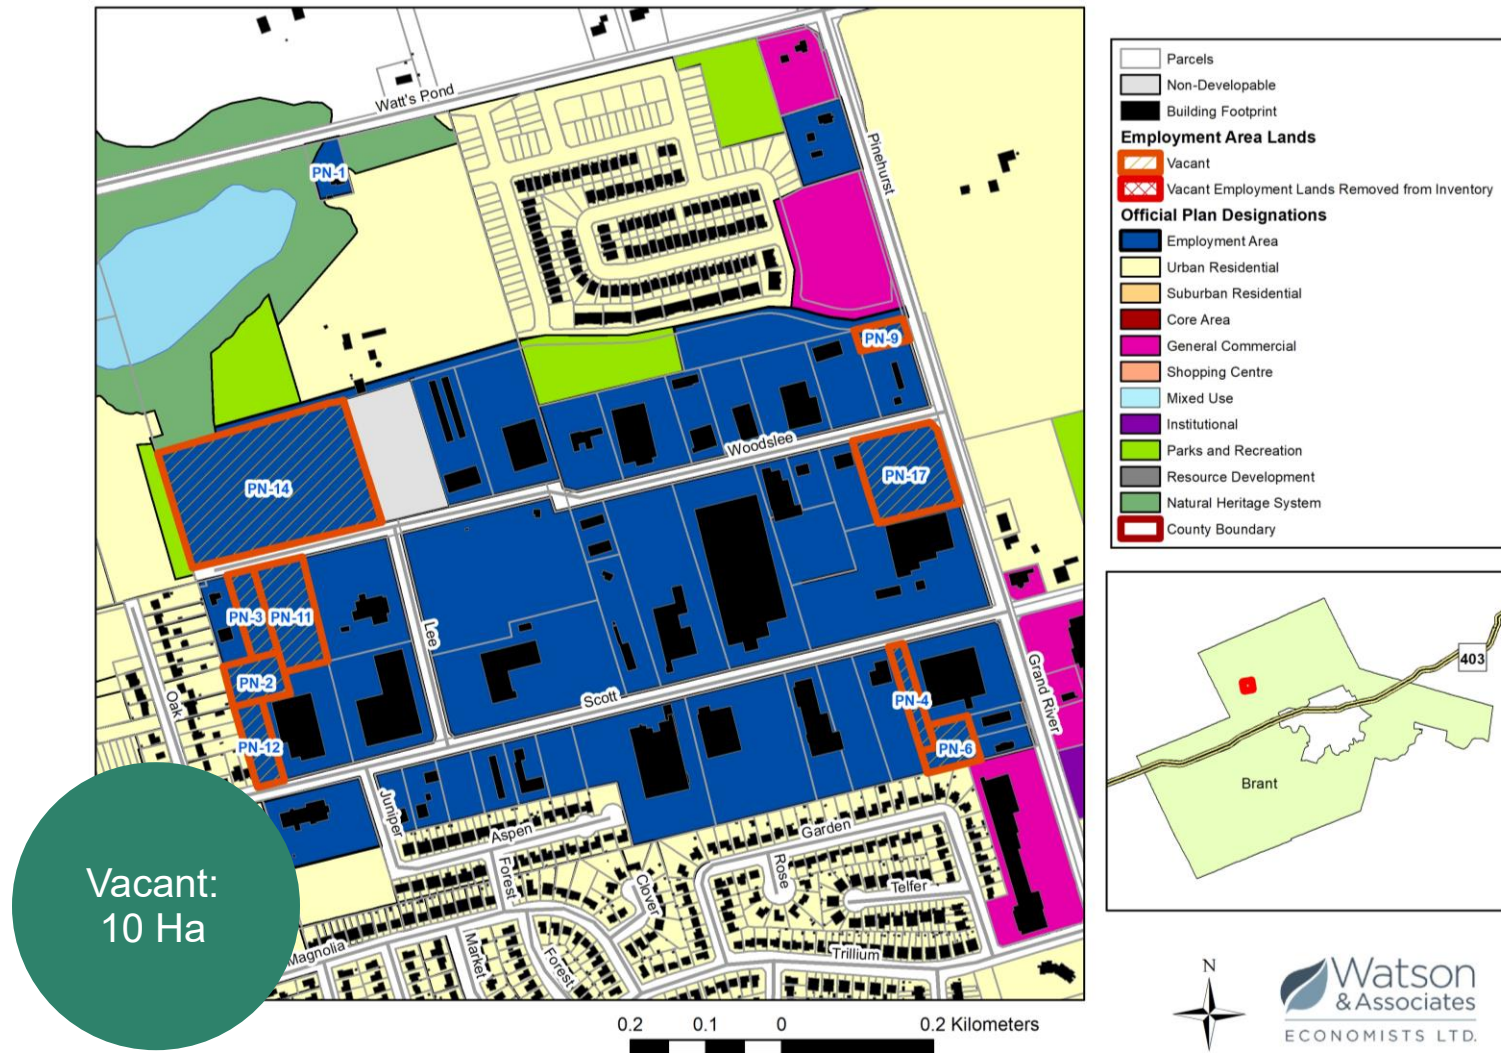 Watt's Pond
PN-1
Pinehurst
PN-9
Woodslee
PN-14
PN-17
PN-3
PN-11
Lee
PN-2
Oak
Scott
PN-4
Grand River
PN-12
PN-6
Juniper
Aspen
Garden
Forest
Rose
Clover
Telfer
Magnolia
Market
Forest
Trillium
Vacant:
10 Ha
0.2 0.1 0 0.2 Kilometers
Parcels
Non-Developable
Building Footprint
Employment Area Lands
Vacant
Vacant Employment Lands Removed from Inventory
Official Plan Designations
Employment Area
Urban Residential
Suburban Residential
Core Area
General Commercial
Shopping Centre
Mixed Use
Institutional
Parks and Recreation
Resource Development
Natural Heritage System
County Boundary
403
Brant
N
Watson
& Associates
ECONOMISTS LTD.